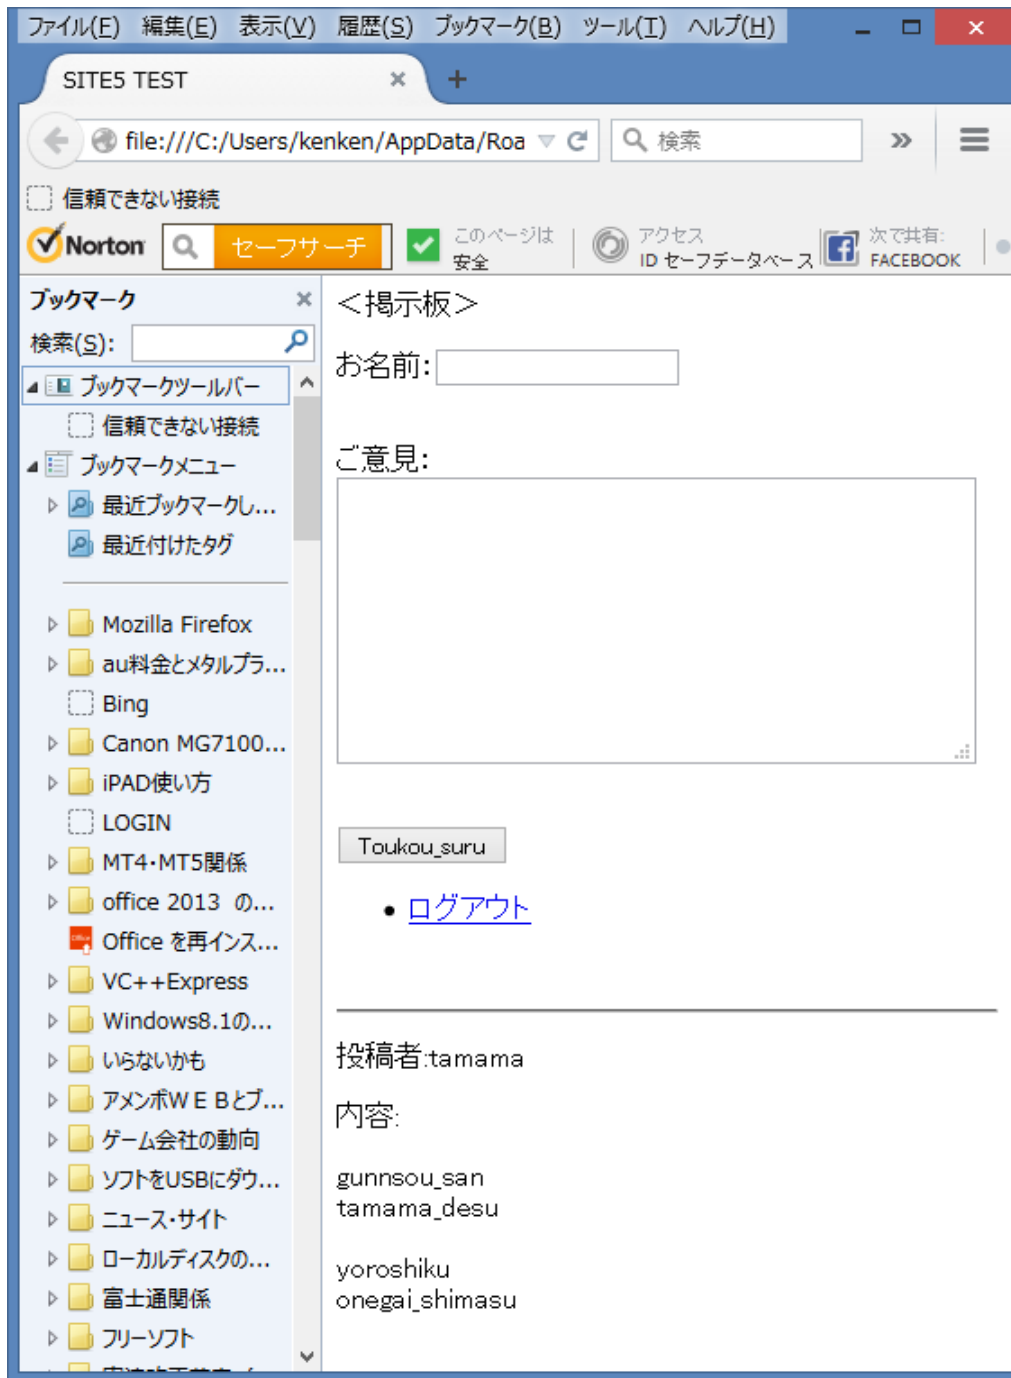 ファイル(F) 編集(E) 表示(V) 履歴(S) ブックマーク(B) ツール(T) ヘルプ(H)
SITE5 TEST
file:///C:/Users/kenken/AppData/Roa 検索
信頼できない接続
Norton セーフサーチ このページは 安全 アクセス ID セーフデータベース 次で共有: FACEBOOK
ブックマーク
検索(S):
ブックマークツールバー
信頼できない接続
ブックマークメニュー
最近ブックマークし...
最近付けたタグ
Mozilla Firefox
au料金とメタルプラ...
Bing
Canon MG7100...
iPAD使い方
LOGIN
MT4・MT5関係
office 2013 の...
Office を再インス...
VC++Express
Windows8.1の...
いらないかも
アメンボＷＥＢとブ...
ゲーム会社の動向
ソフトをUSBにダウ...
ニュース・サイト
ローカルディスクの...
富士通関係
フリーソフト
＜掲示板＞
お名前:
ご意見:
Toukou_suru
ログアウト
投稿者:tamama
内容:
gunnsou_san
tamama_desu
yoroshiku
onegai_shimasu